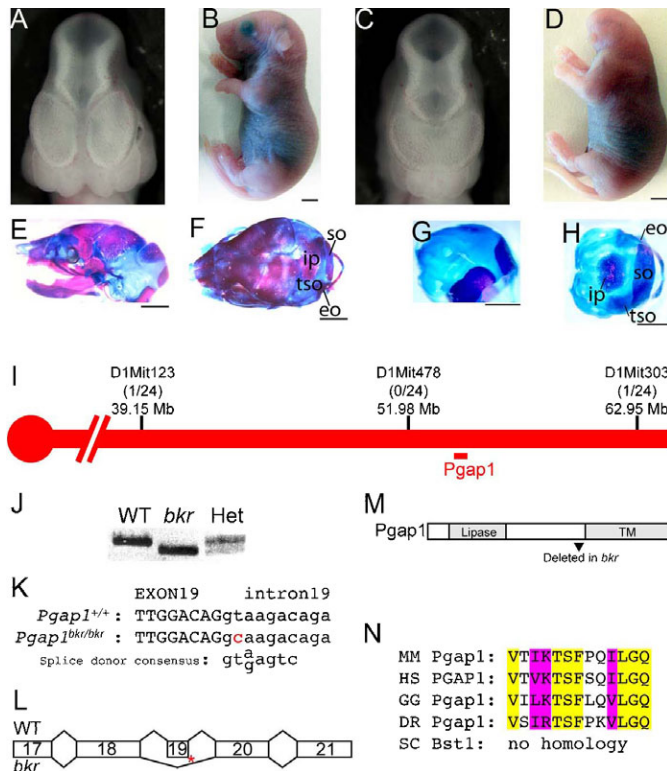 A B C D
E F G H
so
ip
tso
eo
eo
so
ip
tso
I
D1Mit123 D1Mit478 D1Mit303
(1/24) (0/24) (1/24)
39.15 Mb 51.98 Mb 62.95 Mb
Pgap1
J
WT bkr Het
K
EXON19 intron19
Pgap1+/+ : TTGGACAGgtaagacaga
Pgap1bkr/bkr : TTGGACAGgcaagacaga
Splice donor consensus: gtagagtc
g
L
WT
17 18 19 20 21
*
bkr
M
Pgap1 Lipase TM
Deleted in bkr
N
MM Pgap1: VTIKTSFPQILGQ
HS PGAP1: VTVKTSFPQILGQ
GG Pgap1: VILKTSFLQVLGQ
DR Pgap1: VSIRTSFPKVLGQ
SC Bst1: no homology